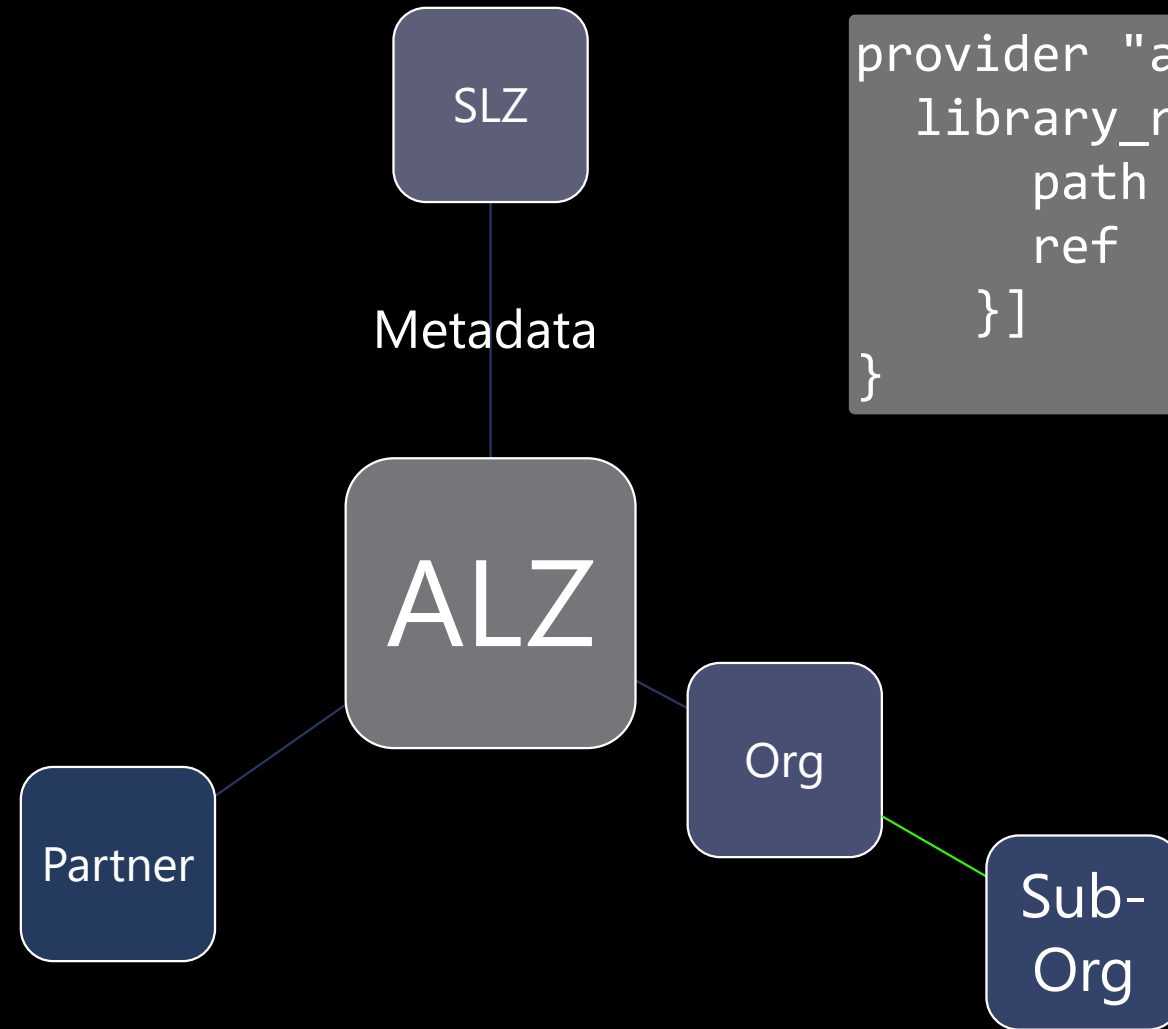 SLZ
Metadata
ALZ
Org
Partner
Sub-
Org
provider "a
library_r
path
ref
}]
}